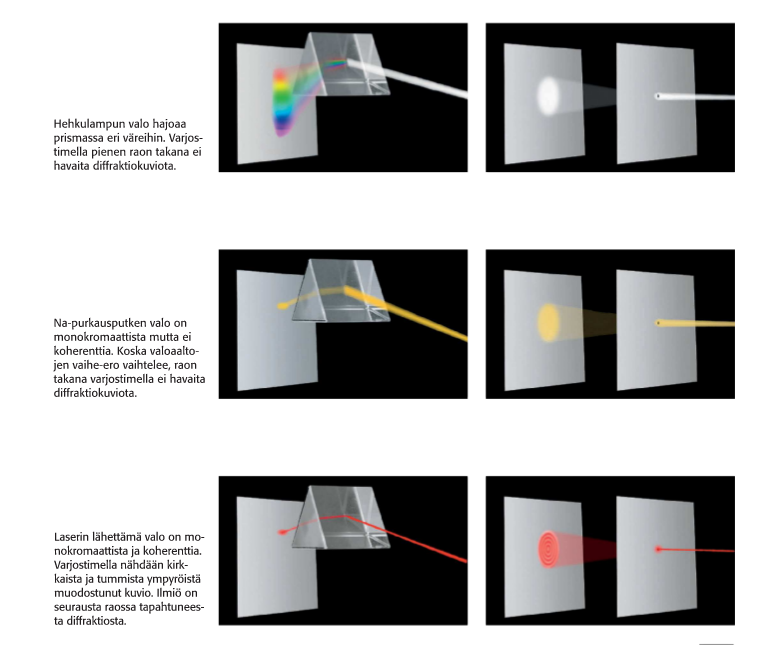 Hehkulampun valo hajoaa
prismassa eri väreihin. Varjos-
timella pienen raon takana ei
havaita diffraktiokuviota.
Na-purkausputken valo on
monokromaattista mutta ei
koherenttia. Koska valoaalto-
jen vaihe-ero vaihtelee, raon
takana varjostimella ei havaita
diffraktiokuviota.
Laserin lähettämä valo on mo-
nokromaattista ja koherenttia.
Varjostimella nähdään kirk-
kaista ja tummista ympyröistä
muodostunut kuvio. Ilmiö on
seurausta raossa tapahtunees-
ta diffraktiosta.